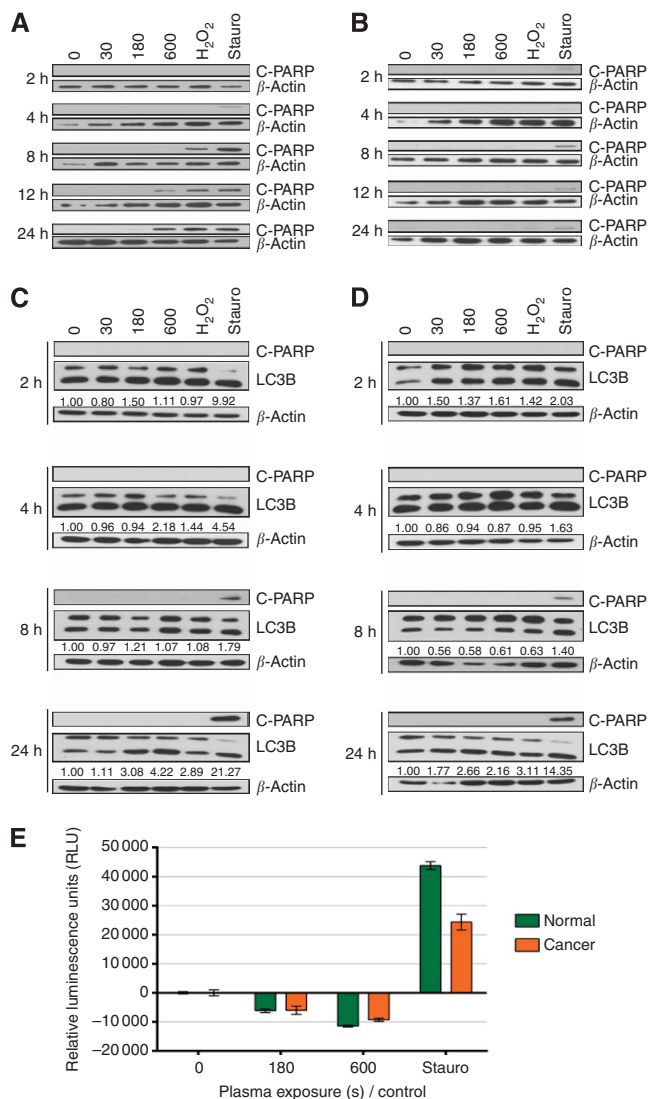 A
0 30 180 600 H₂O₂ Stauro
2 h C-PARP
β-Actin
4 h C-PARP
β-Actin
8 h C-PARP
β-Actin
12 h C-PARP
β-Actin
24 h C-PARP
β-Actin
B
0 30 180 600 H₂O₂ Stauro
2 h C-PARP
β-Actin
4 h C-PARP
β-Actin
8 h C-PARP
β-Actin
12 h C-PARP
β-Actin
24 h C-PARP
β-Actin
C
0 30 180 600 H₂O₂ Stauro
C-PARP
2 h LC3B
1.00 0.80 1.50 1.11 0.97 9.92
β-Actin
C-PARP
4 h LC3B
1.00 0.96 0.94 2.18 1.44 4.54
β-Actin
C-PARP
8 h LC3B
1.00 0.97 1.21 1.07 1.08 1.79
β-Actin
C-PARP
24 h LC3B
1.00 1.11 3.08 4.22 2.89 21.27
β-Actin
D
0 30 180 600 H₂O₂ Stauro
C-PARP
2 h LC3B
1.00 1.50 1.37 1.61 1.42 2.03
β-Actin
C-PARP
4 h LC3B
1.00 0.86 0.94 0.87 0.95 1.63
β-Actin
C-PARP
8 h LC3B
1.00 0.56 0.58 0.61 0.63 1.40
β-Actin
C-PARP
24 h LC3B
1.00 1.77 2.66 2.16 3.11 14.35
β-Actin
E
Relative luminescence units (RLU)
50 000
40 000
30 000
20 000
10 000
0
−10 000
−20 000
0 180 600 Stauro
Plasma exposure (s) / control
Normal
Cancer